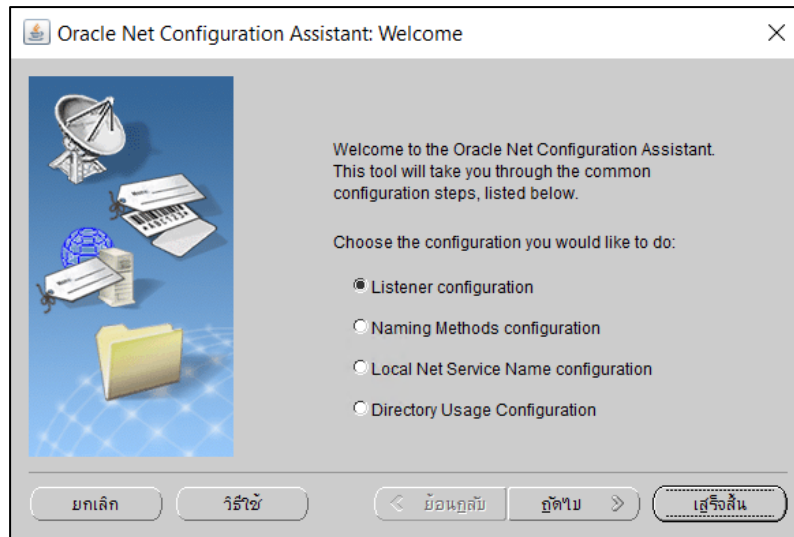 Oracle Net Configuration Assistant: Welcome
Welcome to the Oracle Net Configuration Assistant.
This tool will take you through the common
configuration steps, listed below.
Choose the configuration you would like to do:
Listener configuration
Naming Methods configuration
Local Net Service Name configuration
Directory Usage Configuration
ยกเลิก วิธีใช้ ย้อนกลับ ถัดไป เสร็จสิ้น